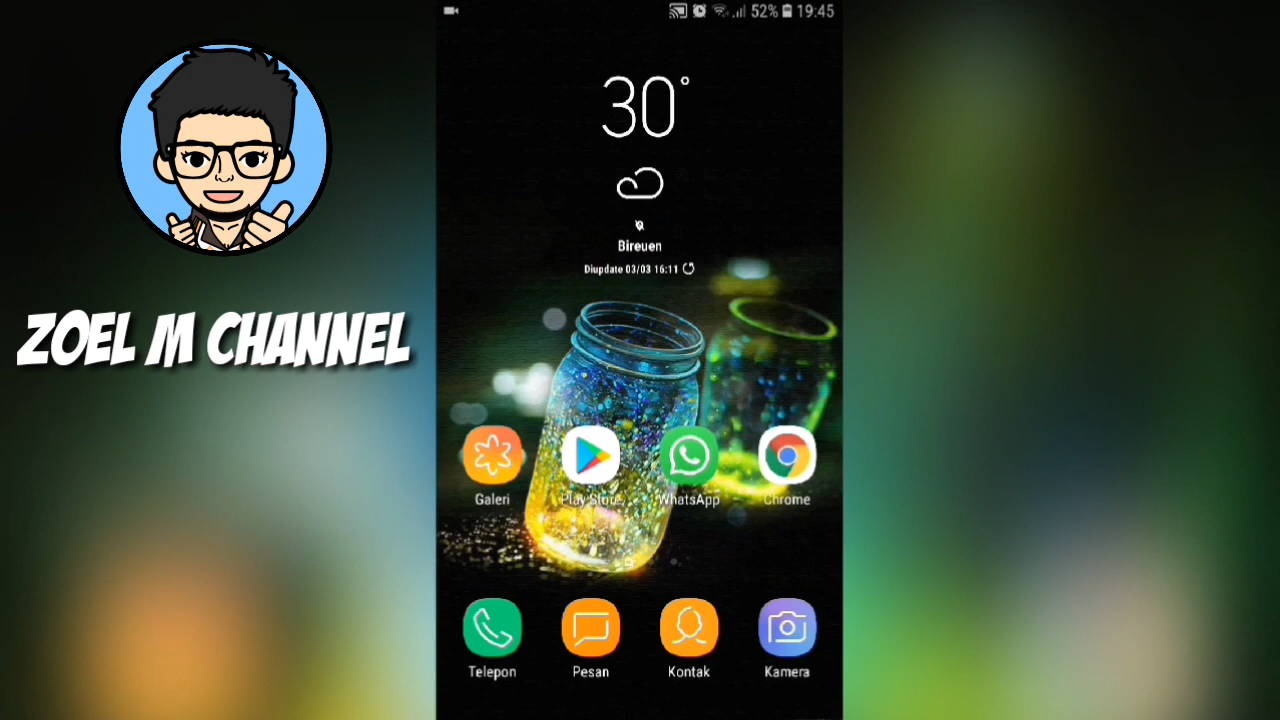 52% 19:45
30°
Bireuen
Diupdate 03/03 16:11
ZOEL M CHANNEL
Galeri Play Store WhatsApp Chrome
Telepon Pesan Kontak Kamera